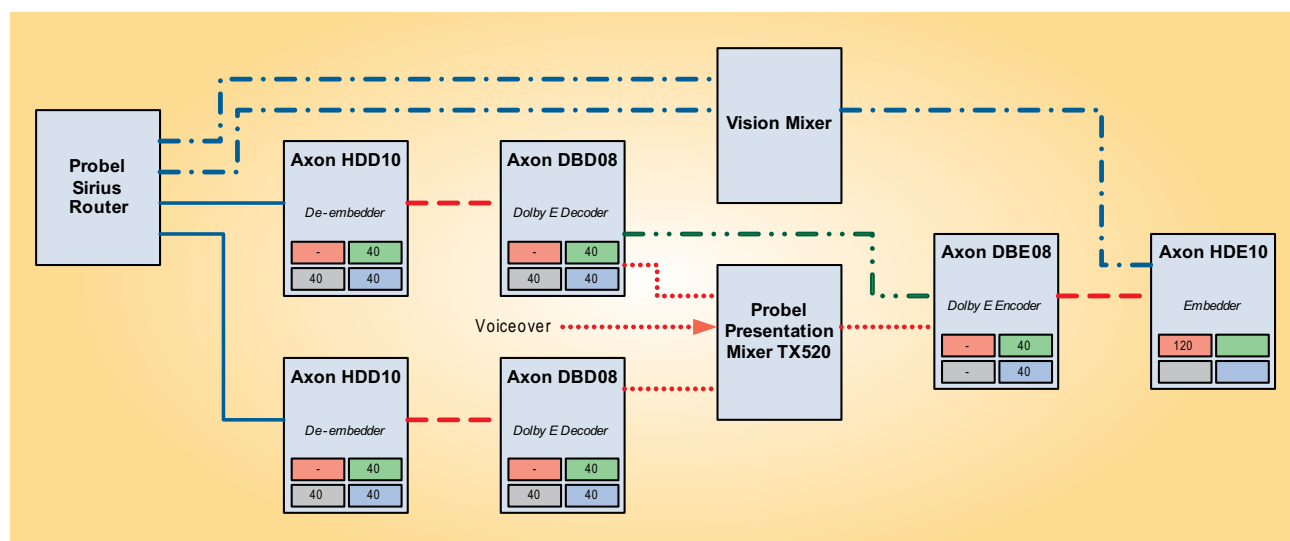 Vision Mixer
Probel
Sirius
Router
Axon HDD10
De-embedder
- 40
40 40
Axon DBD08
Dolby E Decoder
- 40
40 40
Voiceover
Probel
Presentation
Mixer TX520
Axon DBE08
Dolby E Encoder
- 40
- 40
Axon HDE10
Embedder
120
Axon HDD10
De-embedder
- 40
40 40
Axon DBD08
Dolby E Decoder
- 40
40 40